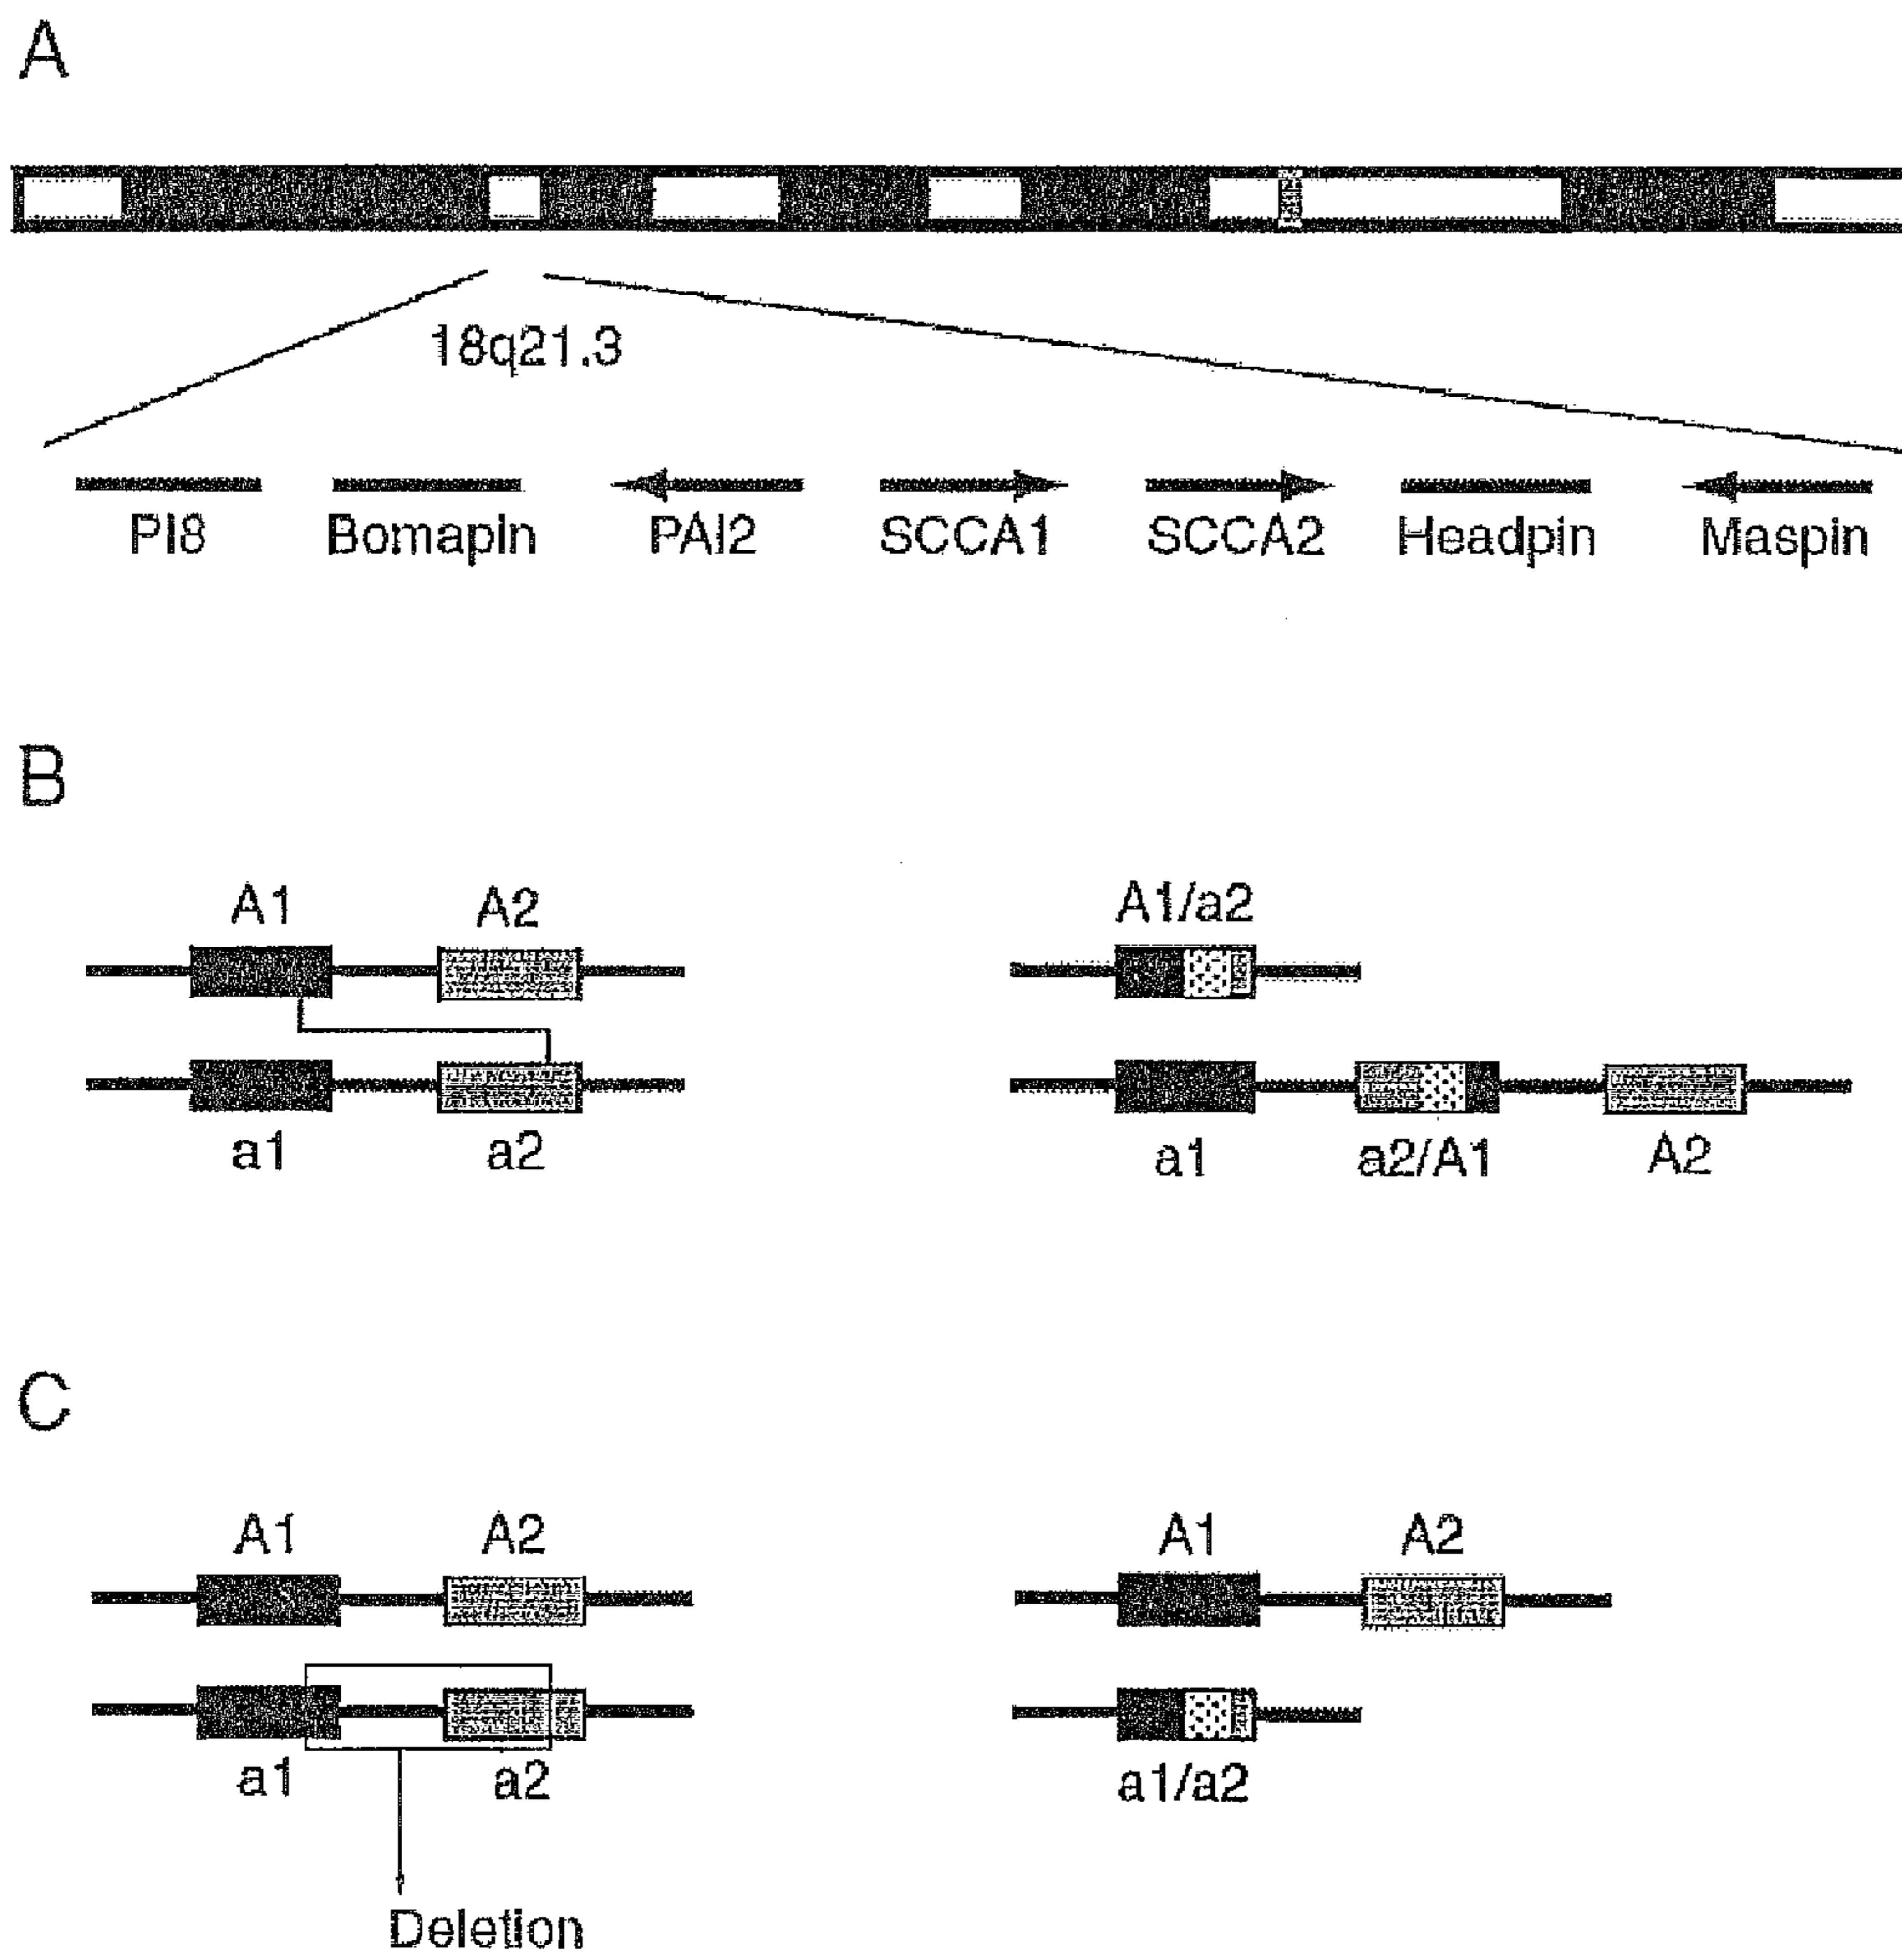 A
18q21.3
PI8 Bomapin PAI2 SCCA1 SCCA2 Headpin Maspin
B
A1 A2 A1/a2
a1 a2 a1 a2/A1 A2
C
A1 A2 A1 A2
a1 a2 a1/a2
Deletion